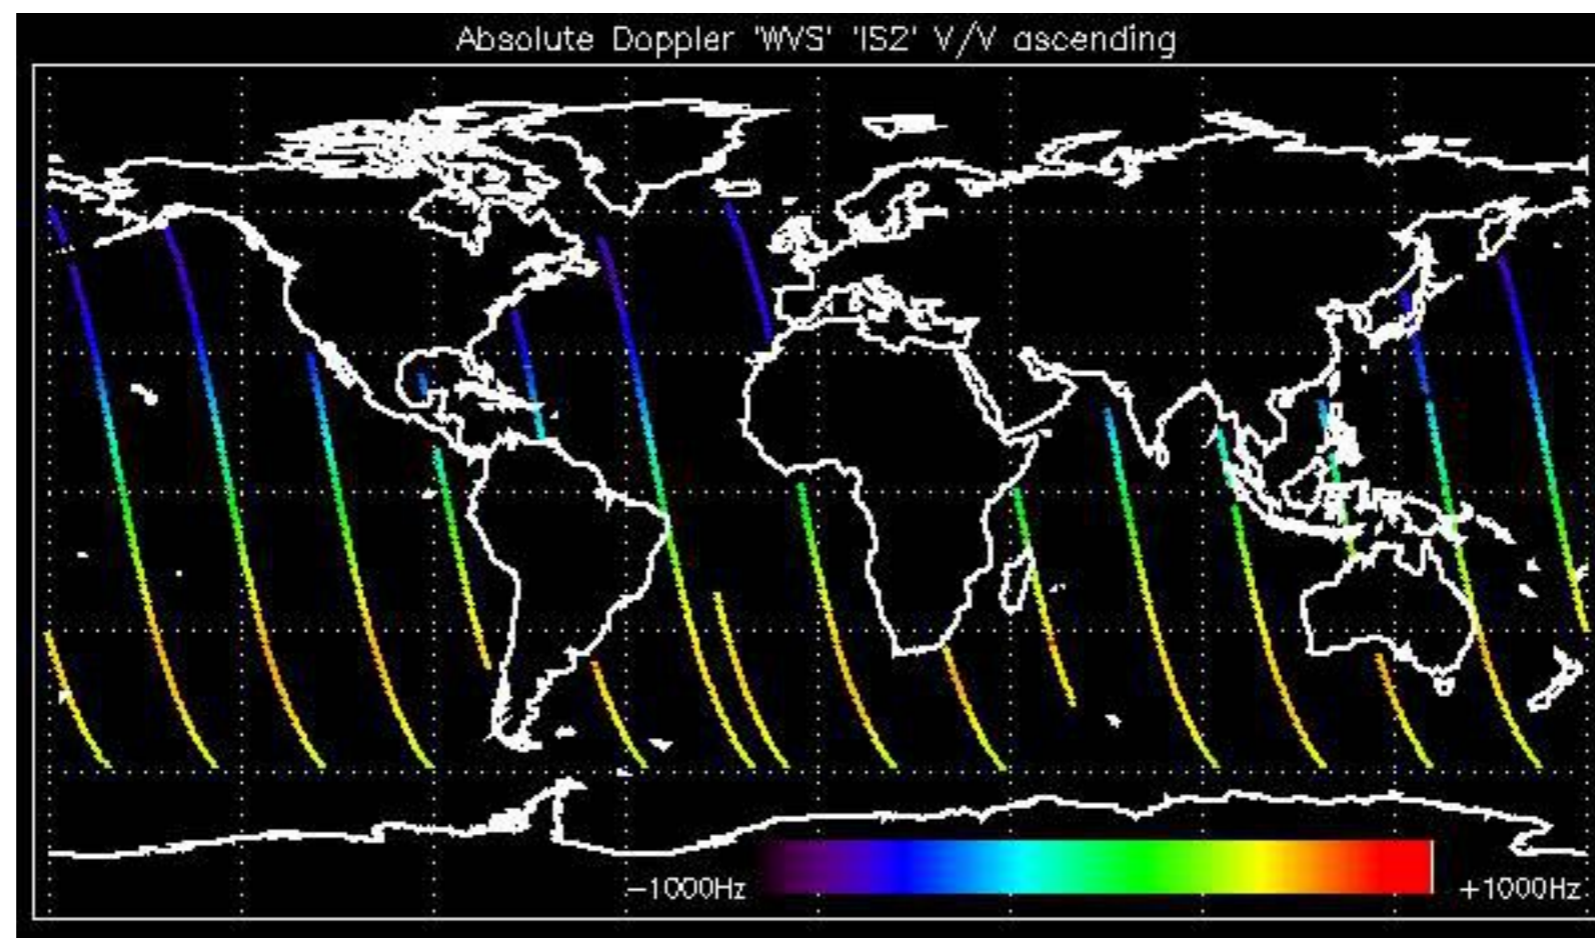 Absolute Doppler 'WVS' 'IS2' V/V ascending
−1000Hz +1000Hz